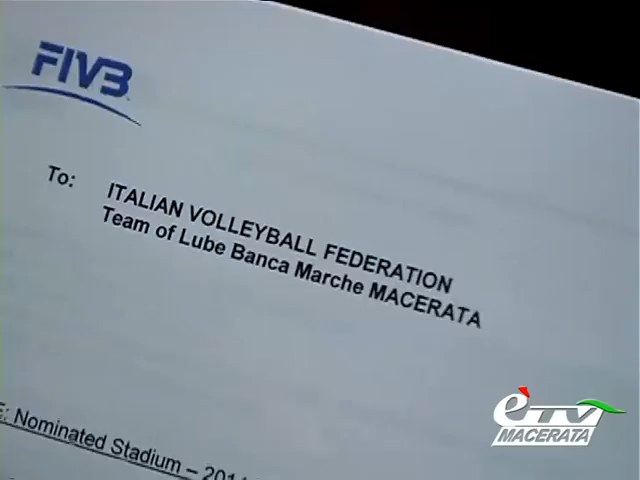 FIVB
To: ITALIAN VOLLEYBALL FEDERATION
Team of Lube Banca Marche MACERATA
: Nominated Stadium – 201
eTV
MACERATA